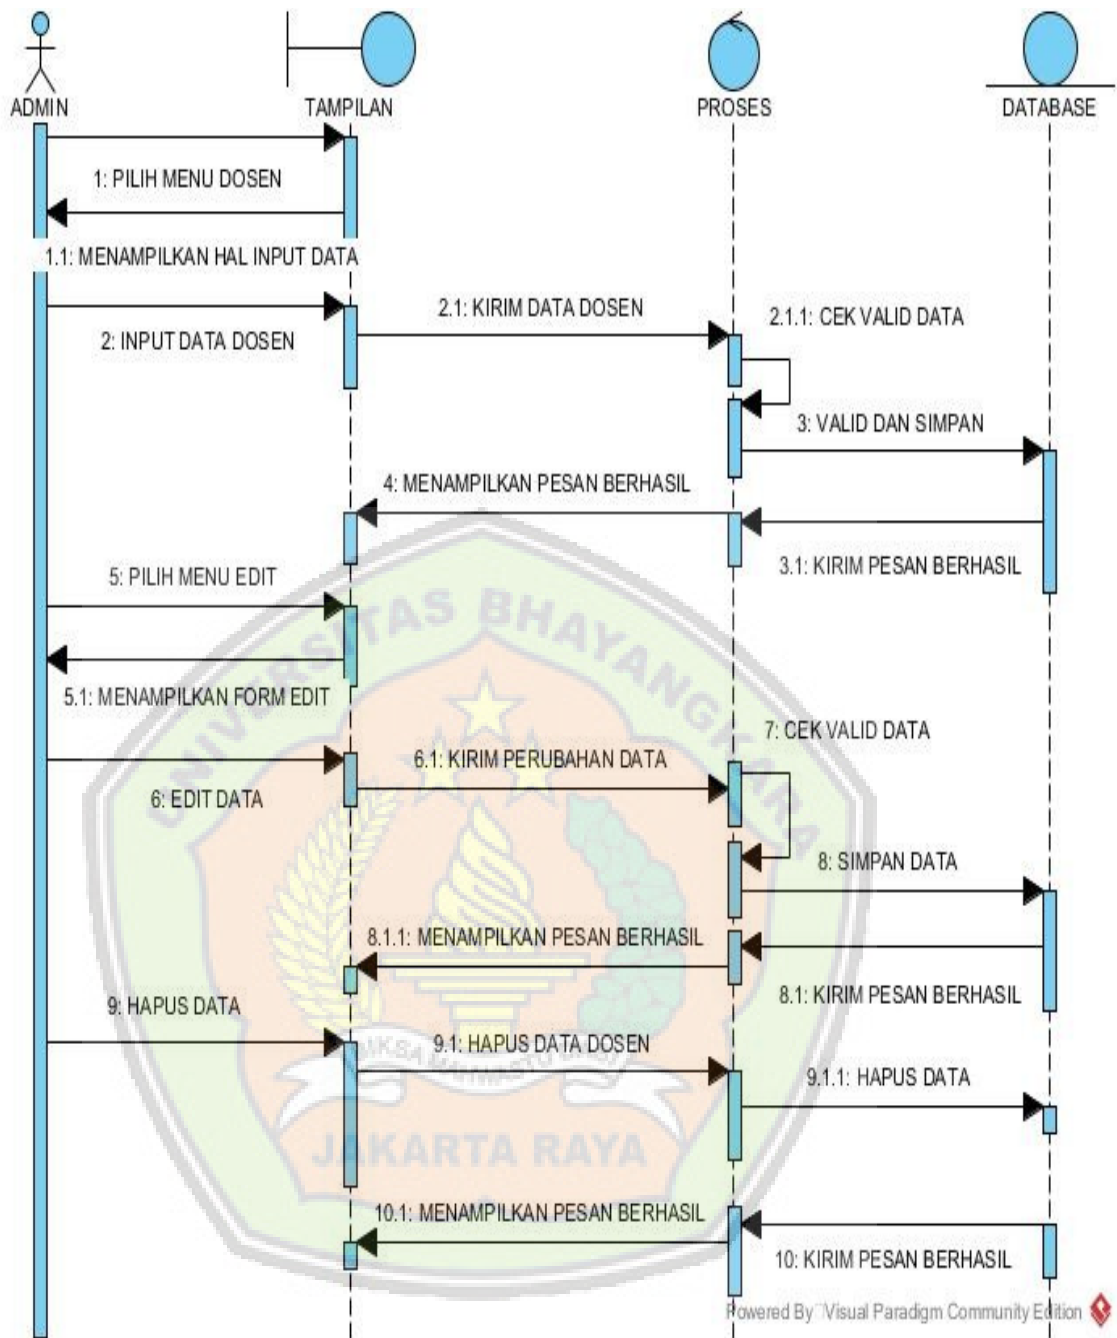 ADMIN
TAMPILAN
PROSES
DATABASE
1: PILIH MENU DOSEN
1.1: MENAMPILKAN HAL INPUT DATA
2: INPUT DATA DOSEN
2.1: KIRIM DATA DOSEN
2.1.1: CEK VALID DATA
3: VALID DAN SIMPAN
4: MENAMPILKAN PESAN BERHASIL
3.1: KIRIM PESAN BERHASIL
5: PILIH MENU EDIT
5.1: MENAMPILKAN FORM EDIT
7: CEK VALID DATA
6: EDIT DATA
6.1: KIRIM PERUBAHAN DATA
8: SIMPAN DATA
8.1.1: MENAMPILKAN PESAN BERHASIL
8.1: KIRIM PESAN BERHASIL
9: HAPUS DATA
9.1: HAPUS DATA DOSEN
9.1.1: HAPUS DATA
10.1: MENAMPILKAN PESAN BERHASIL
10: KIRIM PESAN BERHASIL
UNIVERSITAS BHAYANGKARA
JAKARTA RAYA
Powered By Visual Paradigm Community Edition